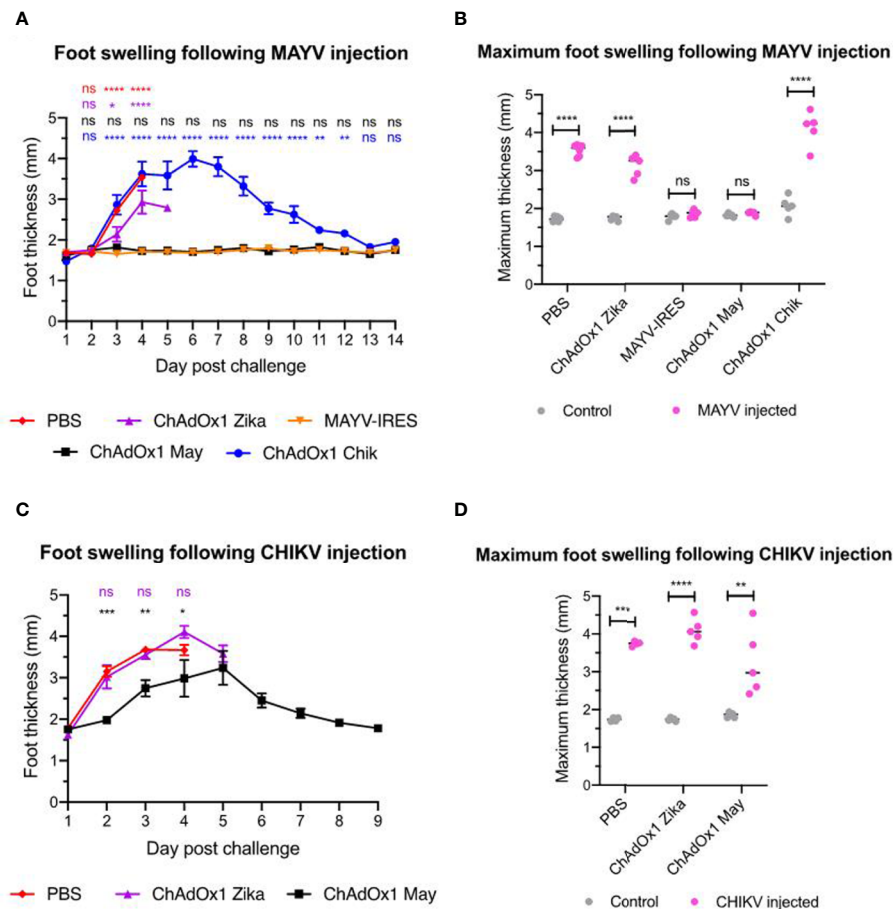 A
Foot swelling following MAYV injection
ns **** ****
ns * ****
ns ns ns ns ns ns ns ns ns ns ns ns ns
ns **** **** **** **** **** **** **** **** ** ** ns ns
Foot thickness (mm)
5
4
3
2
1
0
1 2 3 4 5 6 7 8 9 10 11 12 13 14
Day post challenge
PBS ChAdOx1 Zika MAYV-IRES
ChAdOx1 May ChAdOx1 Chik
B
Maximum foot swelling following MAYV injection
**** **** ns ns ****
Maximum thickness (mm)
5
4
3
2
1
0
PBS
ChAdOx1 Zika
MAYV-IRES
ChAdOx1 May
ChAdOx1 Chik
Control MAYV injected
C
Foot swelling following CHIKV injection
ns ns ns
*** ** *
Foot thickness (mm)
5
4
3
2
1
0
1 2 3 4 5 6 7 8 9
Day post challenge
PBS ChAdOx1 Zika ChAdOx1 May
D
Maximum foot swelling following CHIKV injection
*** **** **
Maximum thickness (mm)
5
4
3
2
1
0
PBS
ChAdOx1 Zika
ChAdOx1 May
Control CHIKV injected